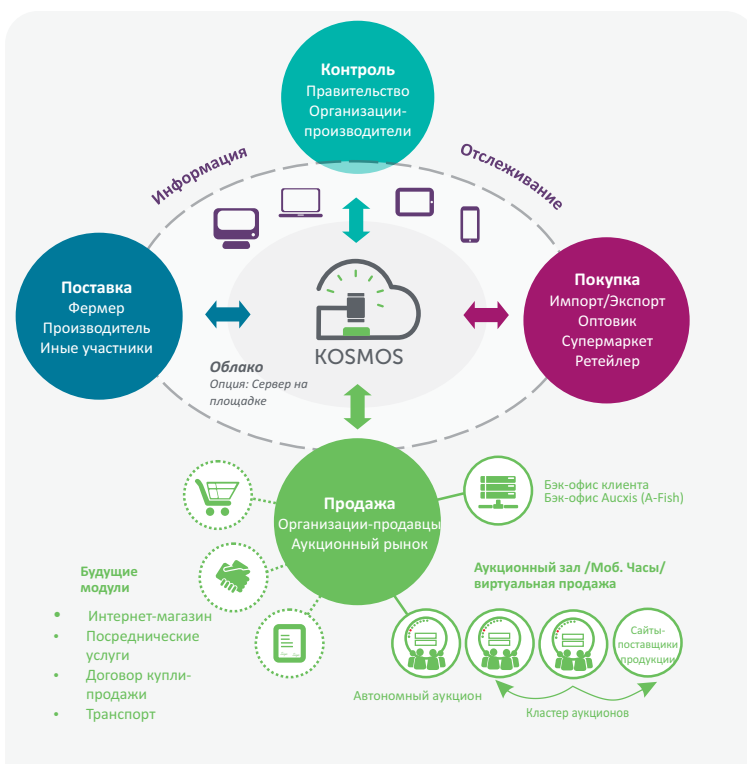 Контроль
Правительство
Организации-
производители
Информация
Отслеживание
Поставка
Фермер
Производитель
Иные участники
Покупка
Импорт/Экспорт
Оптовик
Супермаркет
Ретейлер
KOSMOS
Облако
Опция: Сервер на
площадке
Продажа
Организации-продавцы
Аукционный рынок
Бэк-офис клиента
Бэк-офис Aucxis (A-Fish)
Будущие
модули
• Интернет-магазин
• Посреднические
услуги
• Договор купли-
продажи
• Транспорт
Аукционный зал /Моб. Часы/
виртуальная продажа
Сайты-
поставщики
продукции
Автономный аукцион
Кластер аукционов